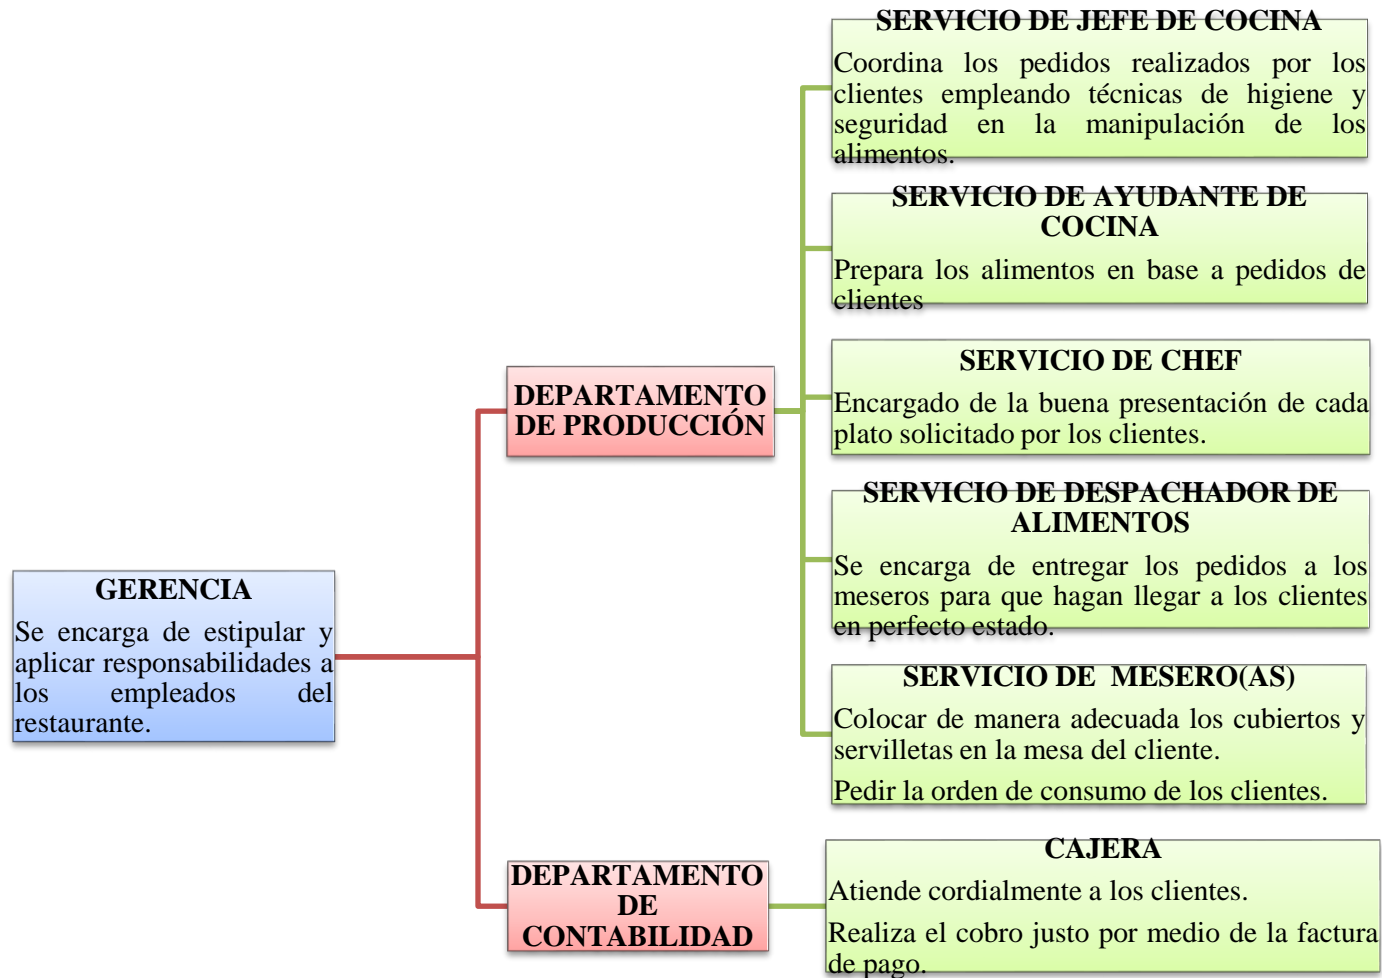 SERVICIO DE JEFE DE COCINA
Coordina los pedidos realizados por los
clientes empleando técnicas de higiene y
seguridad en la manipulación de los
alimentos.
SERVICIO DE AYUDANTE DE
COCINA
Prepara los alimentos en base a pedidos de
clientes
SERVICIO DE CHEF
Encargado de la buena presentación de cada
plato solicitado por los clientes.
DEPARTAMENTO
DE PRODUCCIÓN
SERVICIO DE DESPACHADOR DE
ALIMENTOS
Se encarga de entregar los pedidos a los
meseros para que hagan llegar a los clientes
en perfecto estado.
GERENCIA
Se encarga de estipular y
aplicar responsabilidades a
los empleados del
restaurante.
SERVICIO DE MESERO(AS)
Colocar de manera adecuada los cubiertos y
servilletas en la mesa del cliente.
Pedir la orden de consumo de los clientes.
DEPARTAMENTO
DE
CONTABILIDAD
CAJERA
Atiende cordialmente a los clientes.
Realiza el cobro justo por medio de la factura
de pago.